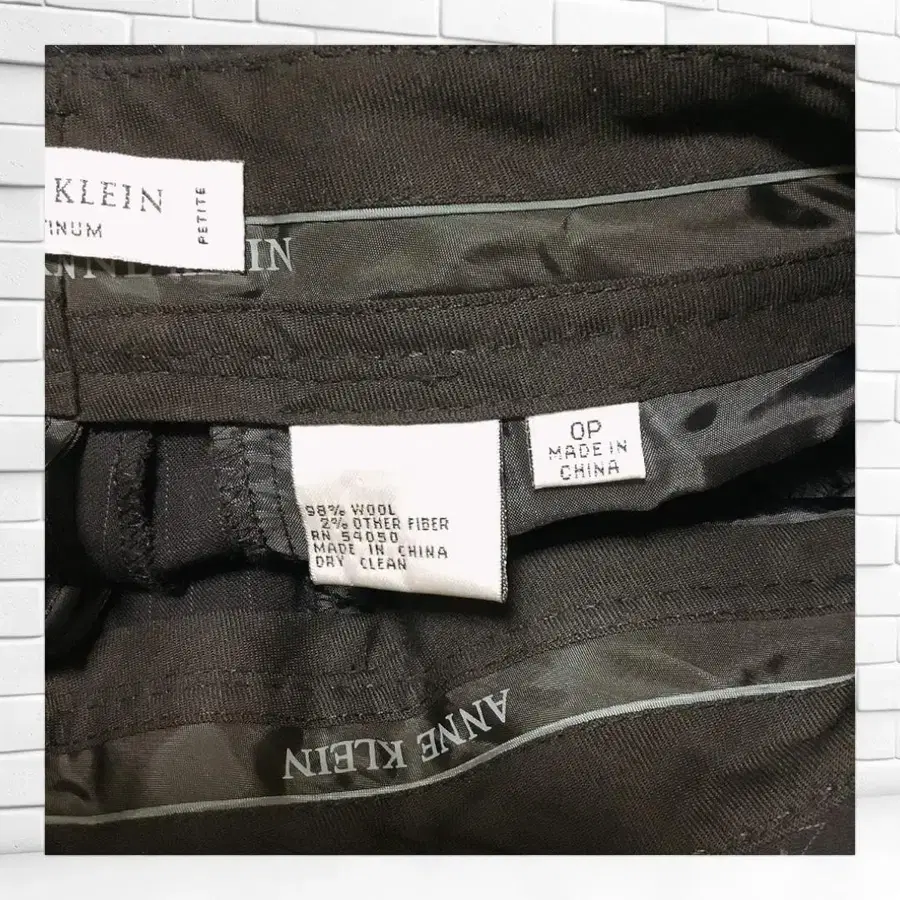 KLEIN
INUM
PETITE
ANNE KLEIN
0P
MADE IN
CHINA
98% WOOL
2% OTHER FIBER
RN 54050
MADE IN CHINA
DRY CLEAN
ANNE KLEIN